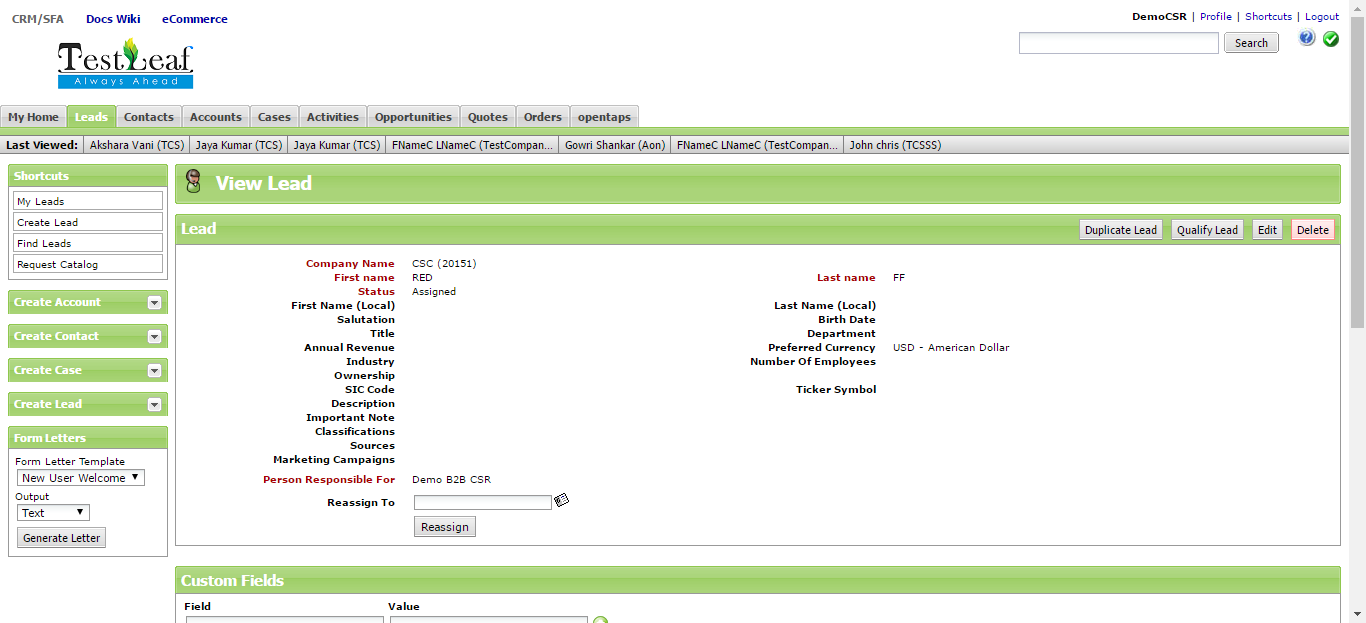 CRM/SFA Docs Wiki eCommerce
DemoCSR | Profile | Shortcuts | Logout
Search
TestLeaf
Always Ahead
My Home Leads Contacts Accounts Cases Activities Opportunities Quotes Orders opentaps
Last Viewed: Akshara Vani (TCS) Jaya Kumar (TCS) Jaya Kumar (TCS) FNameC LNameC (TestCompan... Gowri Shankar (Aon) FNameC LNameC (TestCompan... John chris (TCSSS)
Shortcuts
My Leads
Create Lead
Find Leads
Request Catalog
Create Account
Create Contact
Create Case
Create Lead
Form Letters
Form Letter Template
New User Welcome
Output
Text
Generate Letter
View Lead
Lead
Duplicate Lead Qualify Lead Edit Delete
Company Name CSC (20151)
First name RED Last name FF
Status Assigned
First Name (Local) Last Name (Local)
Salutation Birth Date
Title Department
Annual Revenue Preferred Currency USD - American Dollar
Industry Number Of Employees
Ownership
SIC Code Ticker Symbol
Description
Important Note
Classifications
Sources
Marketing Campaigns
Person Responsible For Demo B2B CSR
Reassign To
Reassign
Custom Fields
Field Value